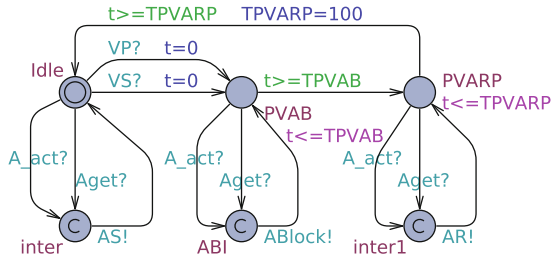 t>=TPVARP TPVARP=100
VP? t=0
Idle
VS? t=0 t>=TPVAB PVARP
PVAB t<=TPVARP
t<=TPVAB
A_act? A_act? A_act?
Aget? Aget? Aget?
C C C
AS! ABlock! AR!
inter ABI inter1